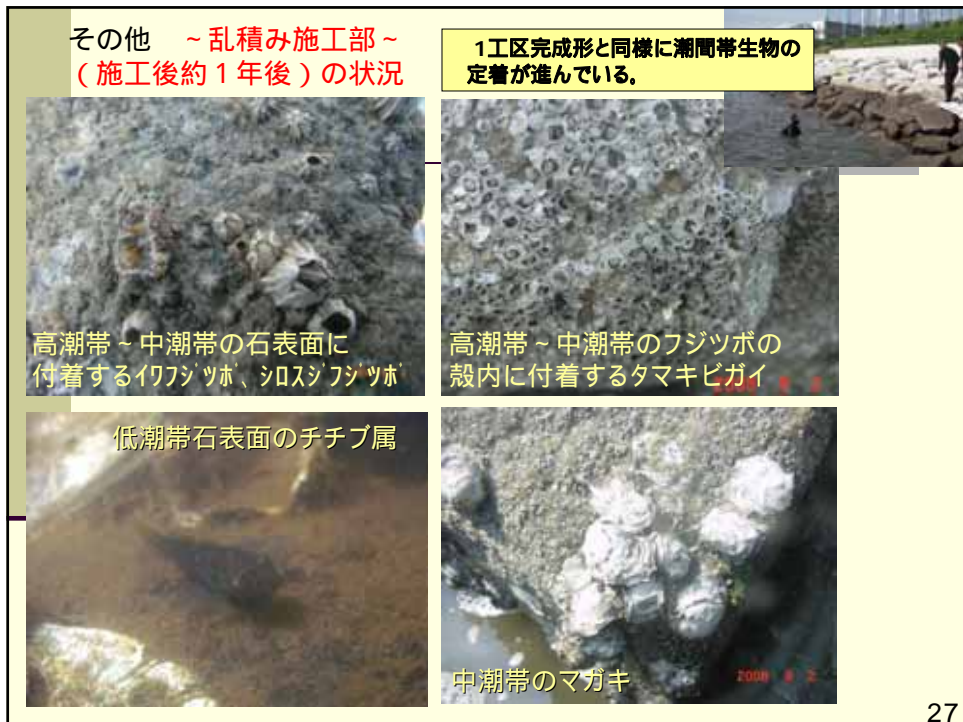 その他　~乱積み施工部~
(施工後約１年後)の状況
1工区完成形と同様に潮間帯生物の
定着が進んでいる。
高潮帯~中潮帯の石表面に
付着するｲﾜﾌｼﾞﾂﾎﾞ、ｼﾛｽｼﾞﾌｼﾞﾂﾎﾞ
高潮帯~中潮帯のフジツボの
殻内に付着するタマキビガイ
低潮帯石表面のチチブ属
中潮帯のマガキ
27